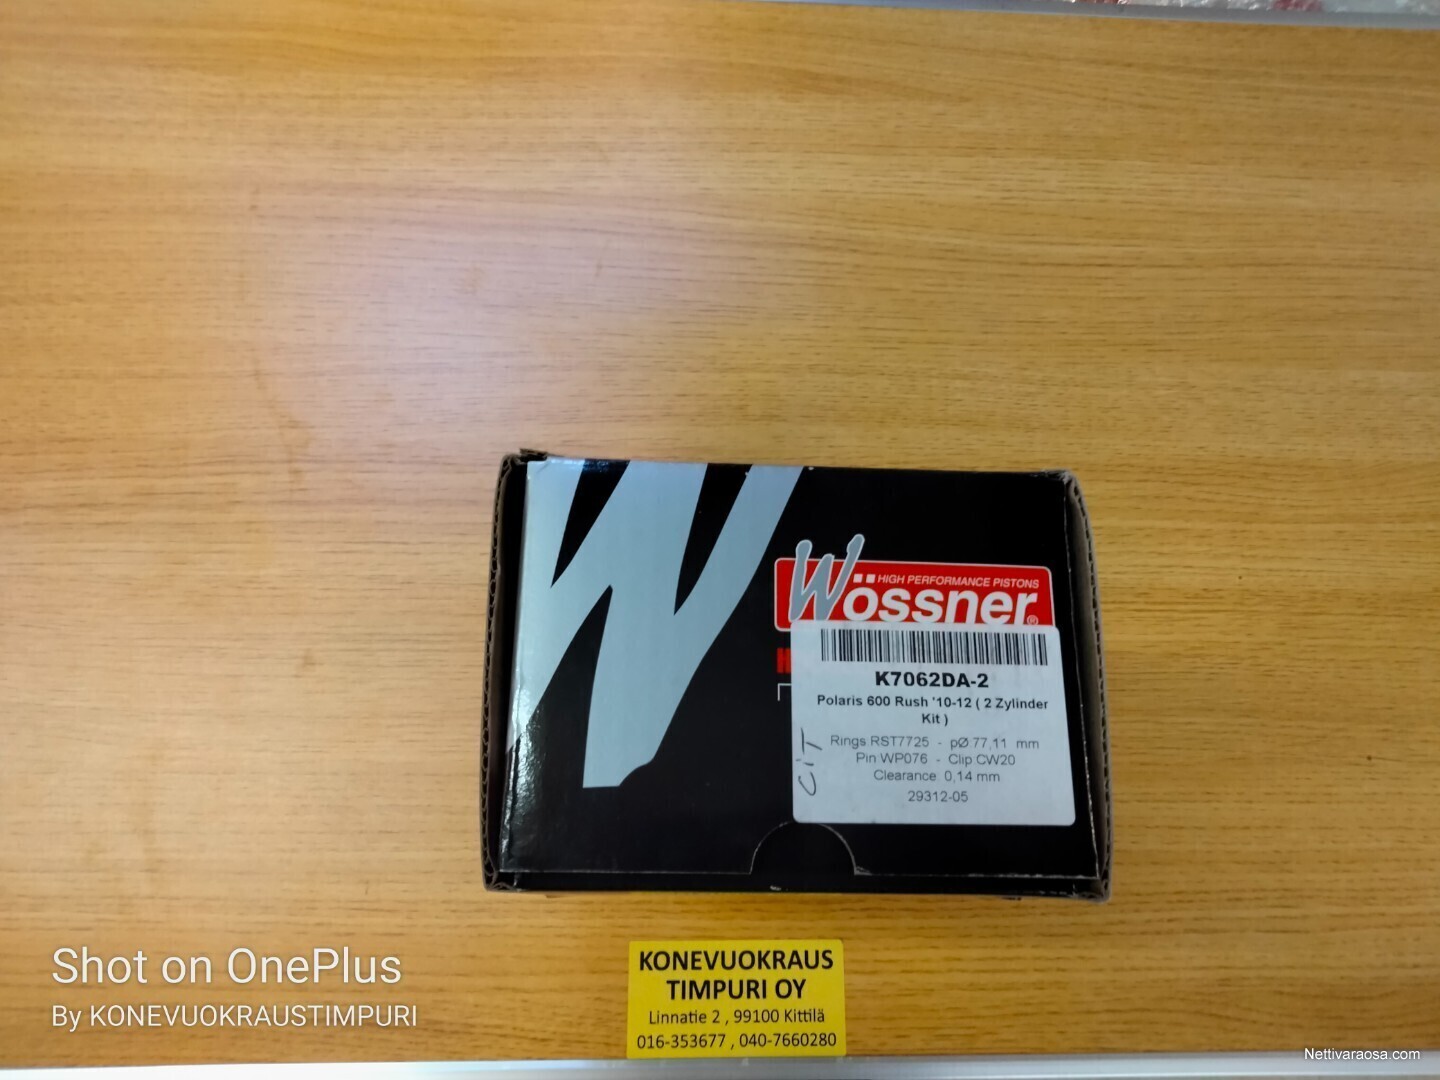 HIGH PERFORMANCE PISTONS
Wössner®
K7062DA-2
Polaris 600 Rush '10-12 ( 2 Zylinder
Kit )
Rings RST7725 - pØ 77,11 mm
Pin WP076 - Clip CW20
Clearance 0,14 mm
29312-05
CIT
KONEVUOKRAUS
TIMPURI OY
Linnatie 2 , 99100 Kittilä
016-353677 , 040-7660280
Shot on OnePlus
By KONEVUOKRAUSTIMPURI
Nettivaraosa.com